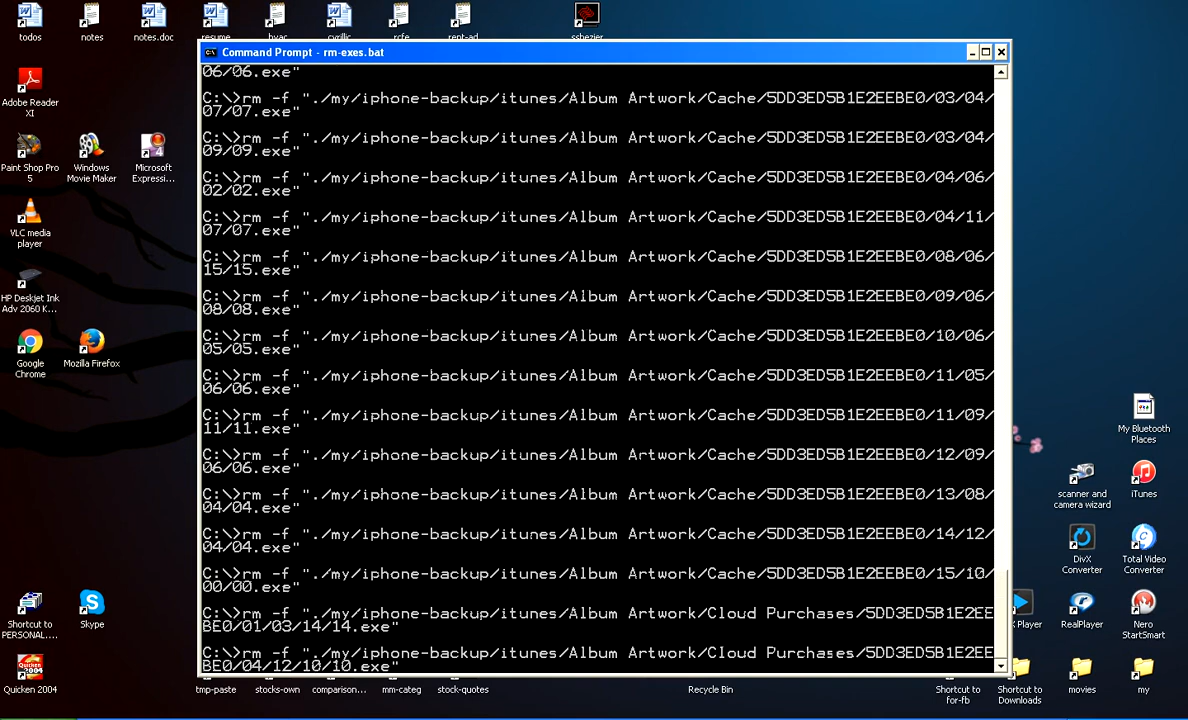 todos
notes
notes.doc
resume
hvac
cyrillic
rcfe
rent-ad
sshezier
Command Prompt - rm-exes.bat
06/06.exe"
C:\>rm -f "./my/iphone-backup/itunes/Album Artwork/Cache/5DD3ED5B1E2EEBE0/03/04/
07/07.exe"
C:\>rm -f "./my/iphone-backup/itunes/Album Artwork/Cache/5DD3ED5B1E2EEBE0/03/04/
09/09.exe"
C:\>rm -f "./my/iphone-backup/itunes/Album Artwork/Cache/5DD3ED5B1E2EEBE0/04/06/
02/02.exe"
C:\>rm -f "./my/iphone-backup/itunes/Album Artwork/Cache/5DD3ED5B1E2EEBE0/04/11/
07/07.exe"
C:\>rm -f "./my/iphone-backup/itunes/Album Artwork/Cache/5DD3ED5B1E2EEBE0/08/06/
15/15.exe"
C:\>rm -f "./my/iphone-backup/itunes/Album Artwork/Cache/5DD3ED5B1E2EEBE0/09/06/
08/08.exe"
C:\>rm -f "./my/iphone-backup/itunes/Album Artwork/Cache/5DD3ED5B1E2EEBE0/10/06/
05/05.exe"
C:\>rm -f "./my/iphone-backup/itunes/Album Artwork/Cache/5DD3ED5B1E2EEBE0/11/05/
06/06.exe"
C:\>rm -f "./my/iphone-backup/itunes/Album Artwork/Cache/5DD3ED5B1E2EEBE0/11/09/
11/11.exe"
C:\>rm -f "./my/iphone-backup/itunes/Album Artwork/Cache/5DD3ED5B1E2EEBE0/12/09/
06/06.exe"
C:\>rm -f "./my/iphone-backup/itunes/Album Artwork/Cache/5DD3ED5B1E2EEBE0/13/08/
04/04.exe"
C:\>rm -f "./my/iphone-backup/itunes/Album Artwork/Cache/5DD3ED5B1E2EEBE0/14/12/
04/04.exe"
C:\>rm -f "./my/iphone-backup/itunes/Album Artwork/Cache/5DD3ED5B1E2EEBE0/15/10/
00/00.exe"
C:\>rm -f "./my/iphone-backup/itunes/Album Artwork/Cloud Purchases/5DD3ED5B1E2EE
BE0/01/03/14/14.exe"
C:\>rm -f "./my/iphone-backup/itunes/Album Artwork/Cloud Purchases/5DD3ED5B1E2EE
BE0/04/12/10/10.exe"
Adobe Reader
XI
Paint Shop Pro
5
Windows
Movie Maker
Microsoft
Expressi...
VLC media
player
HP Deskjet Ink
Adv 2060 K...
Google
Chrome
Mozilla Firefox
Shortcut to
PERSONAL....
Skype
Quicken
2004
Quicken 2004
My Bluetooth
Places
scanner and
camera wizard
iTunes
DivX
Converter
Total Video
Converter
X Player
RealPlayer
Nero
StartSmart
tmp-paste
stocks-own
comparison...
mm-categ
stock-quotes
Recycle Bin
Shortcut to
for-fb
Shortcut to
Downloads
movies
my